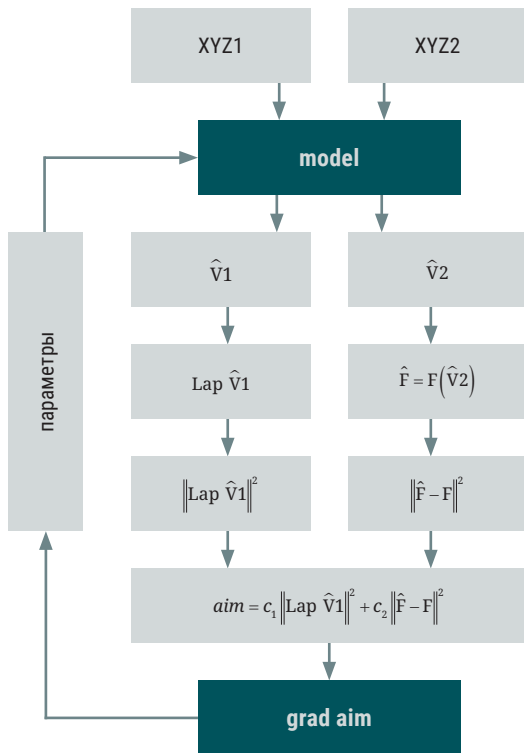 XYZ1 XYZ2
model
V̂1 V̂2
параметры
Lap V̂1 F̂ = F(V̂2)
‖Lap V̂1‖² ‖F̂ – F‖²
aim = c₁‖Lap V̂1‖² + c₂‖F̂ – F‖²
grad aim